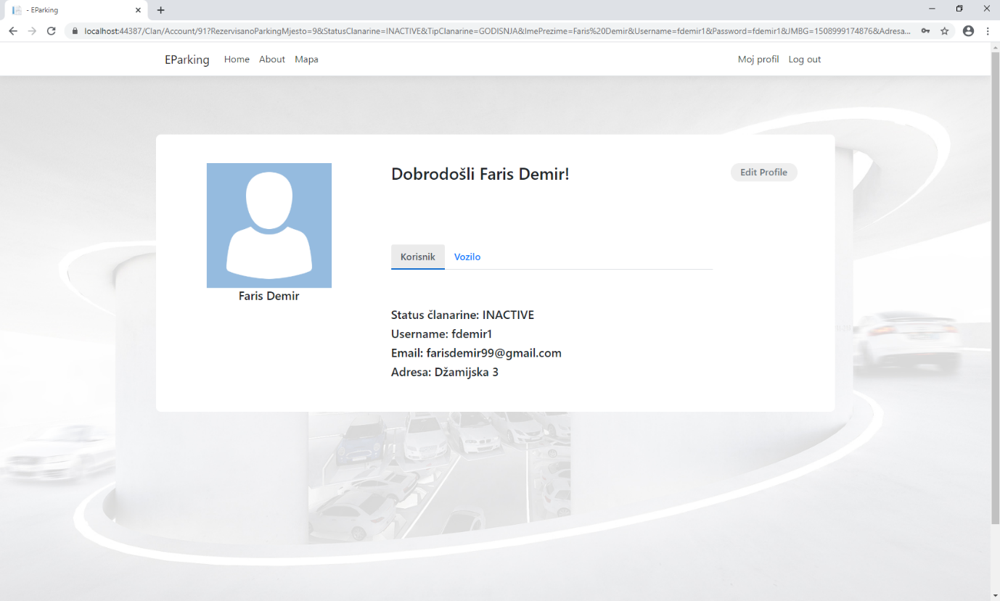 - EParking
localhost:44387/Clan/Account/91?RezervisanoParkingMjesto=9&StatusClanarine=INACTIVE&TipClanarine=GODISNJA&ImePrezime=Faris%20Demir&Username=fdemir1&Password=fdemir1&JMBG=1508999174876&Adresa...
EParking Home About Mapa Moj profil Log out
Dobrodošli Faris Demir!
Edit Profile
Korisnik Vozilo
Faris Demir
Status članarine: INACTIVE
Username: fdemir1
Email: farisdemir99@gmail.com
Adresa: Džamijska 3